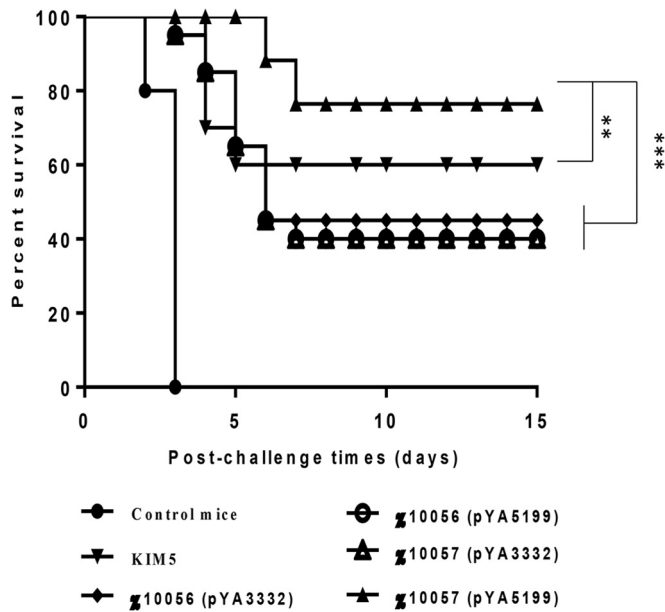 100
80
60
40
20
0
Percent survival
0 5 10 15
Post-challenge times (days)
**
***
Control mice
KIM5
χ10056 (pYA3332)
χ10056 (pYA5199)
χ10057 (pYA3332)
χ10057 (pYA5199)